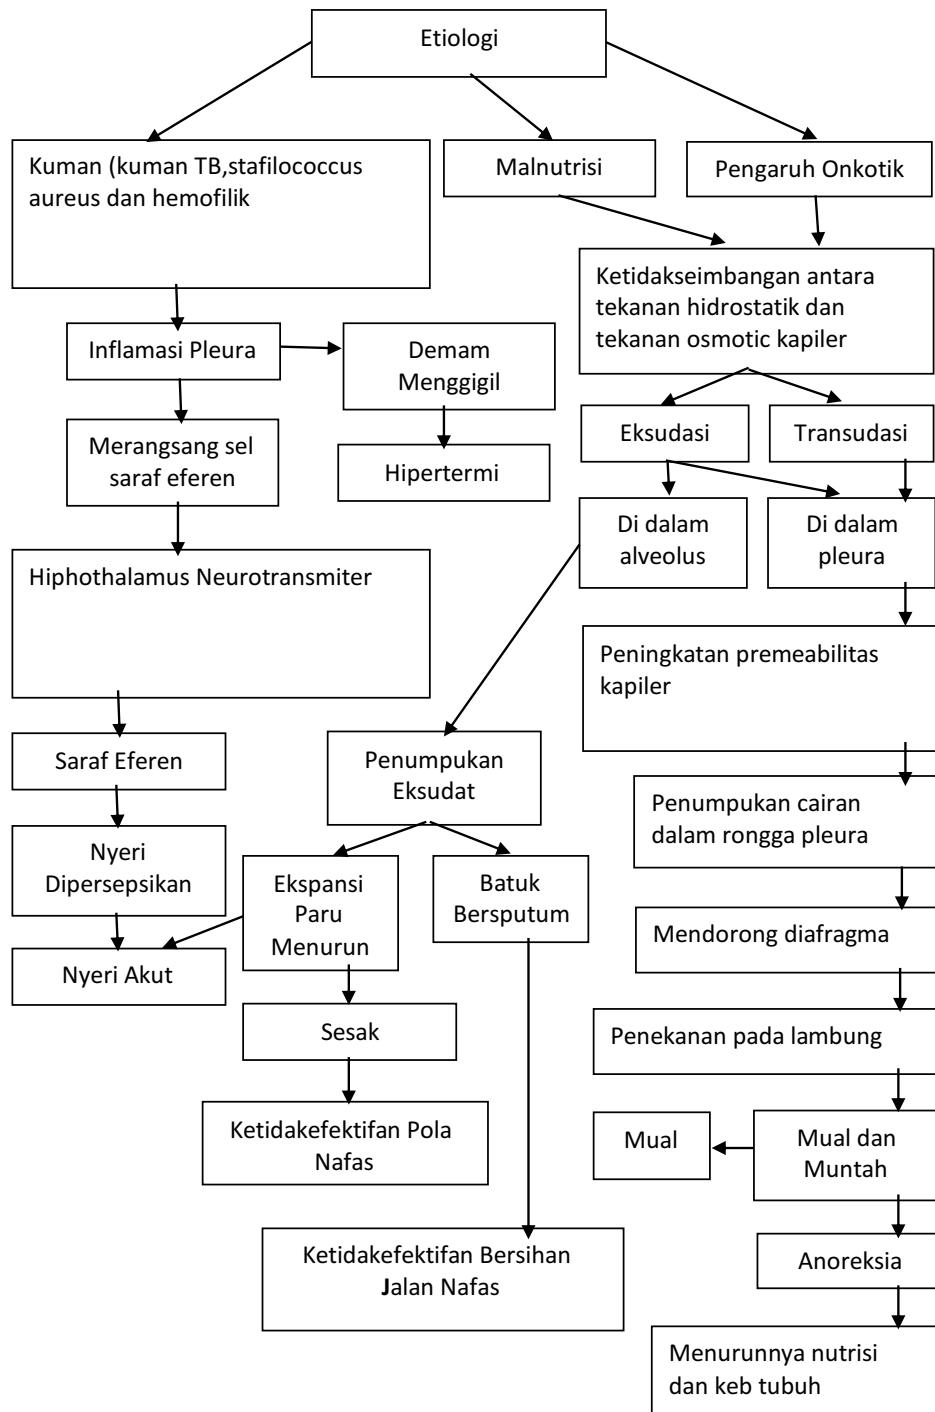 Etiologi
Kuman (kuman TB,stafilococcus
aureus dan hemofilik
Malnutrisi
Pengaruh Onkotik
Ketidakseimbangan antara
tekanan hidrostatik dan
tekanan osmotic kapiler
Inflamasi Pleura
Demam
Menggigil
Merangsang sel
saraf eferen
Hipertermi
Eksudasi
Transudasi
Di dalam
alveolus
Di dalam
pleura
Hiphothalamus Neurotransmiter
Peningkatan premeabilitas
kapiler
Saraf Eferen
Penumpukan
Eksudat
Penumpukan cairan
dalam rongga pleura
Nyeri
Dipersepsikan
Ekspansi
Paru
Menurun
Batuk
Bersputum
Mendorong diafragma
Nyeri Akut
Sesak
Penekanan pada lambung
Ketidakefektifan Pola
Nafas
Mual
Mual dan
Muntah
Ketidakefektifan Bersihan
Jalan Nafas
Anoreksia
Menurunnya nutrisi
dan keb tubuh